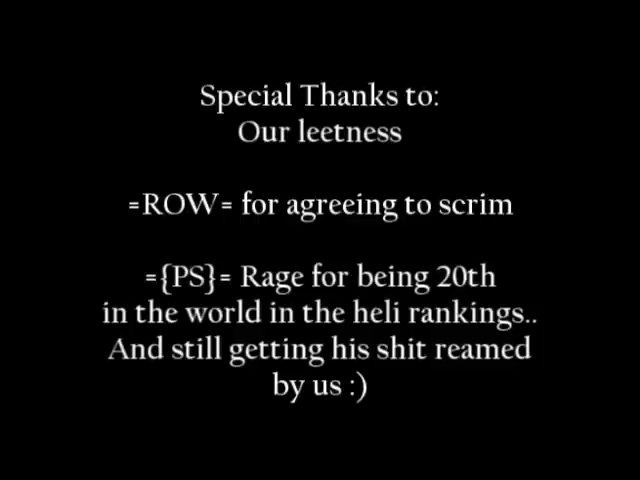 Special Thanks to:
Our leetness
=ROW= for agreeing to scrim
={PS}= Rage for being 20th
in the world in the heli rankings..
And still getting his shit reamed
by us :)